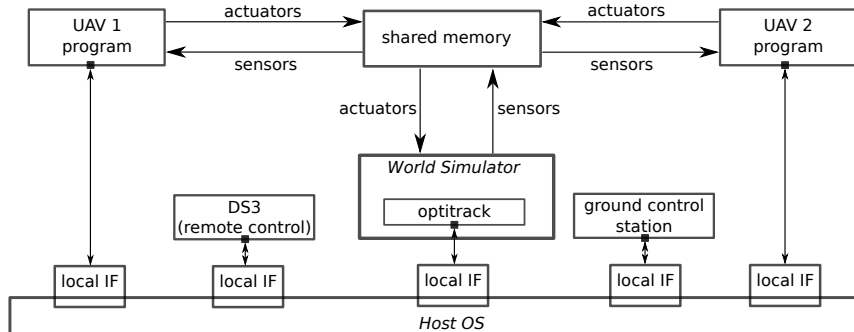 actuators
actuators
UAV 1
program
shared memory
UAV 2
program
sensors
sensors
actuators
sensors
World Simulator
DS3
(remote control)
optitrack
ground control
station
local IF
local IF
local IF
local IF
local IF
Host OS